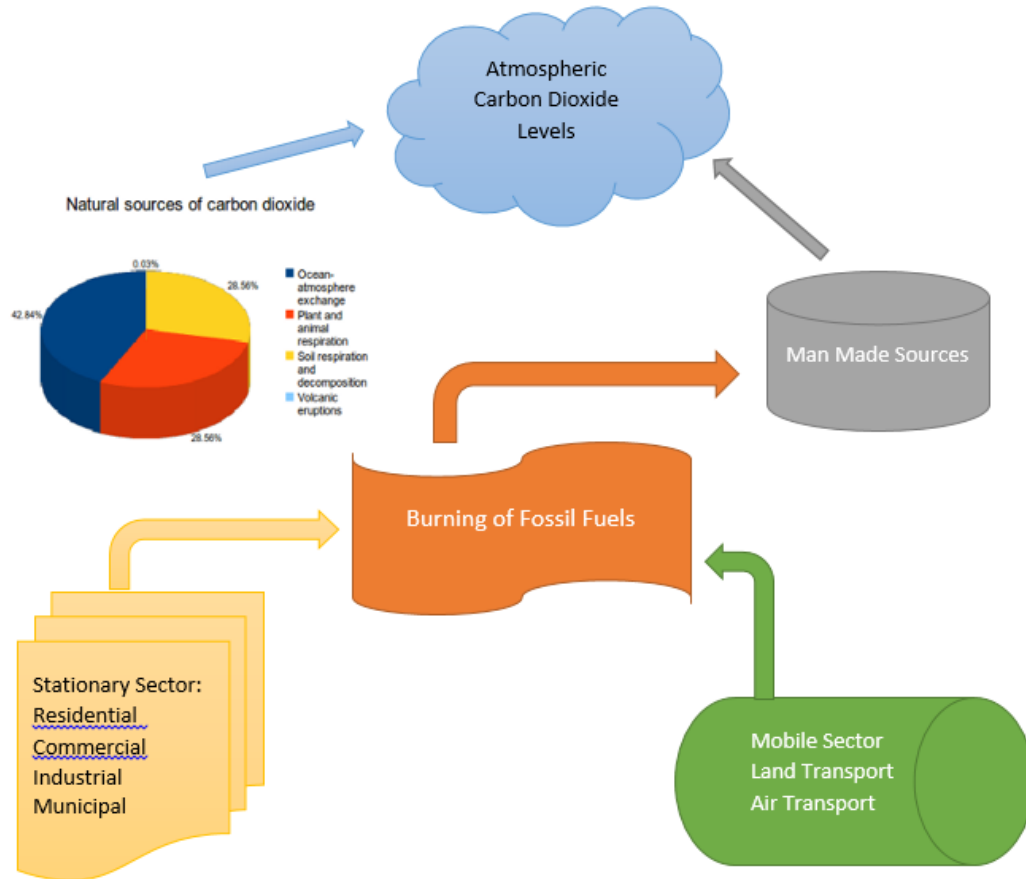 Atmospheric
Carbon Dioxide
Levels
Natural sources of carbon dioxide
0.03%
28.56%
42.84%
28.56%
Ocean-
atmosphere
exchange
Plant and
animal
respiration
Soil respiration
and
decomposition
Volcanic
eruptions
Man Made Sources
Burning of Fossil Fuels
Stationary Sector:
Residential
Commercial
Industrial
Municipal
Mobile Sector
Land Transport
Air Transport